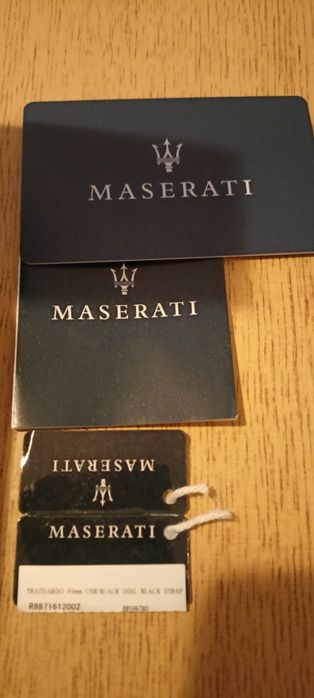 MASERATI
MASERATI
MASERATI
MASERATI
TRAGUARDO 45mm CHR BLACK DIAL BLACK STRAP
R8871612002